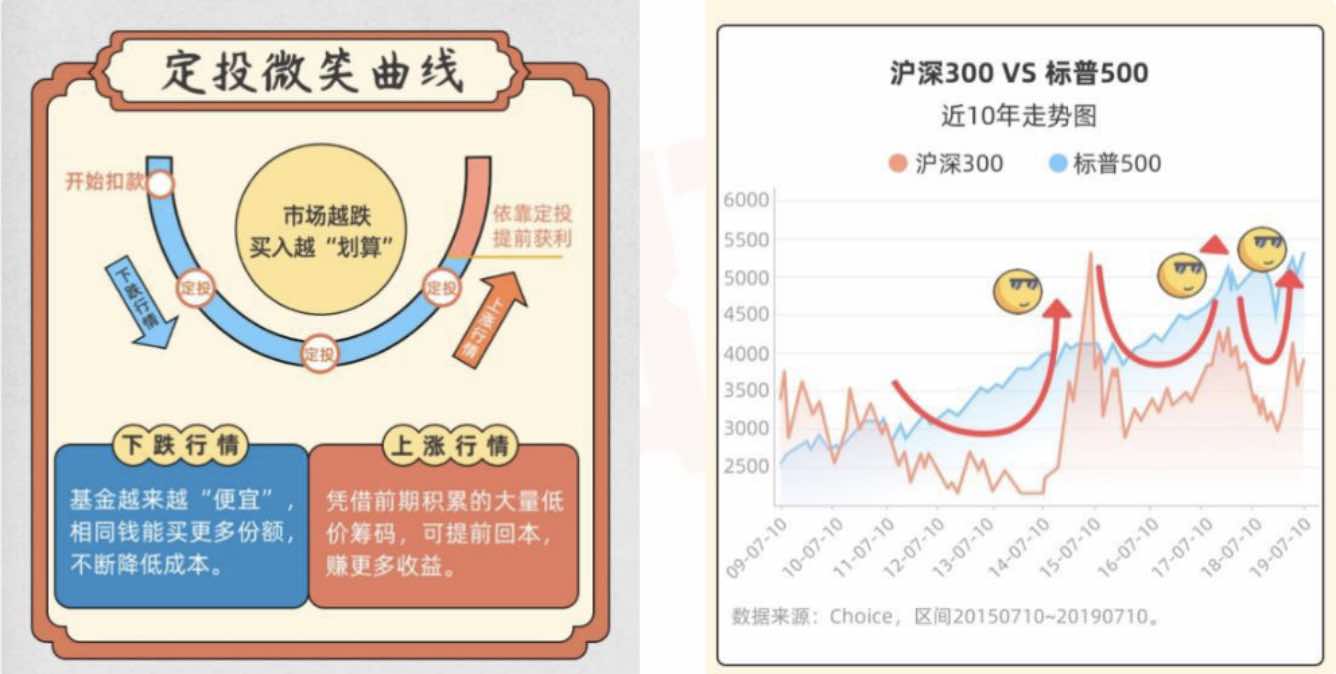 定投微笑曲线
开始扣款
市场越跌
买入越“划算”
依靠定投
提前获利
下跌行情
定投
定投
定投
上涨行情
下跌行情
基金越来越“便宜”，
相同钱能买更多份额，
不断降低成本。
上涨行情
凭借前期积累的大量低
价筹码，可提前回本，
赚更多收益。
沪深300 VS 标普500
近10年走势图
沪深300
标普500
6000
5500
5000
4500
4000
3500
3000
2500
09-07-10
10-07-10
11-07-10
12-07-10
13-07-10
14-07-10
15-07-10
16-07-10
17-07-10
18-07-10
19-07-10
数据来源：Choice，区间20150710~20190710。